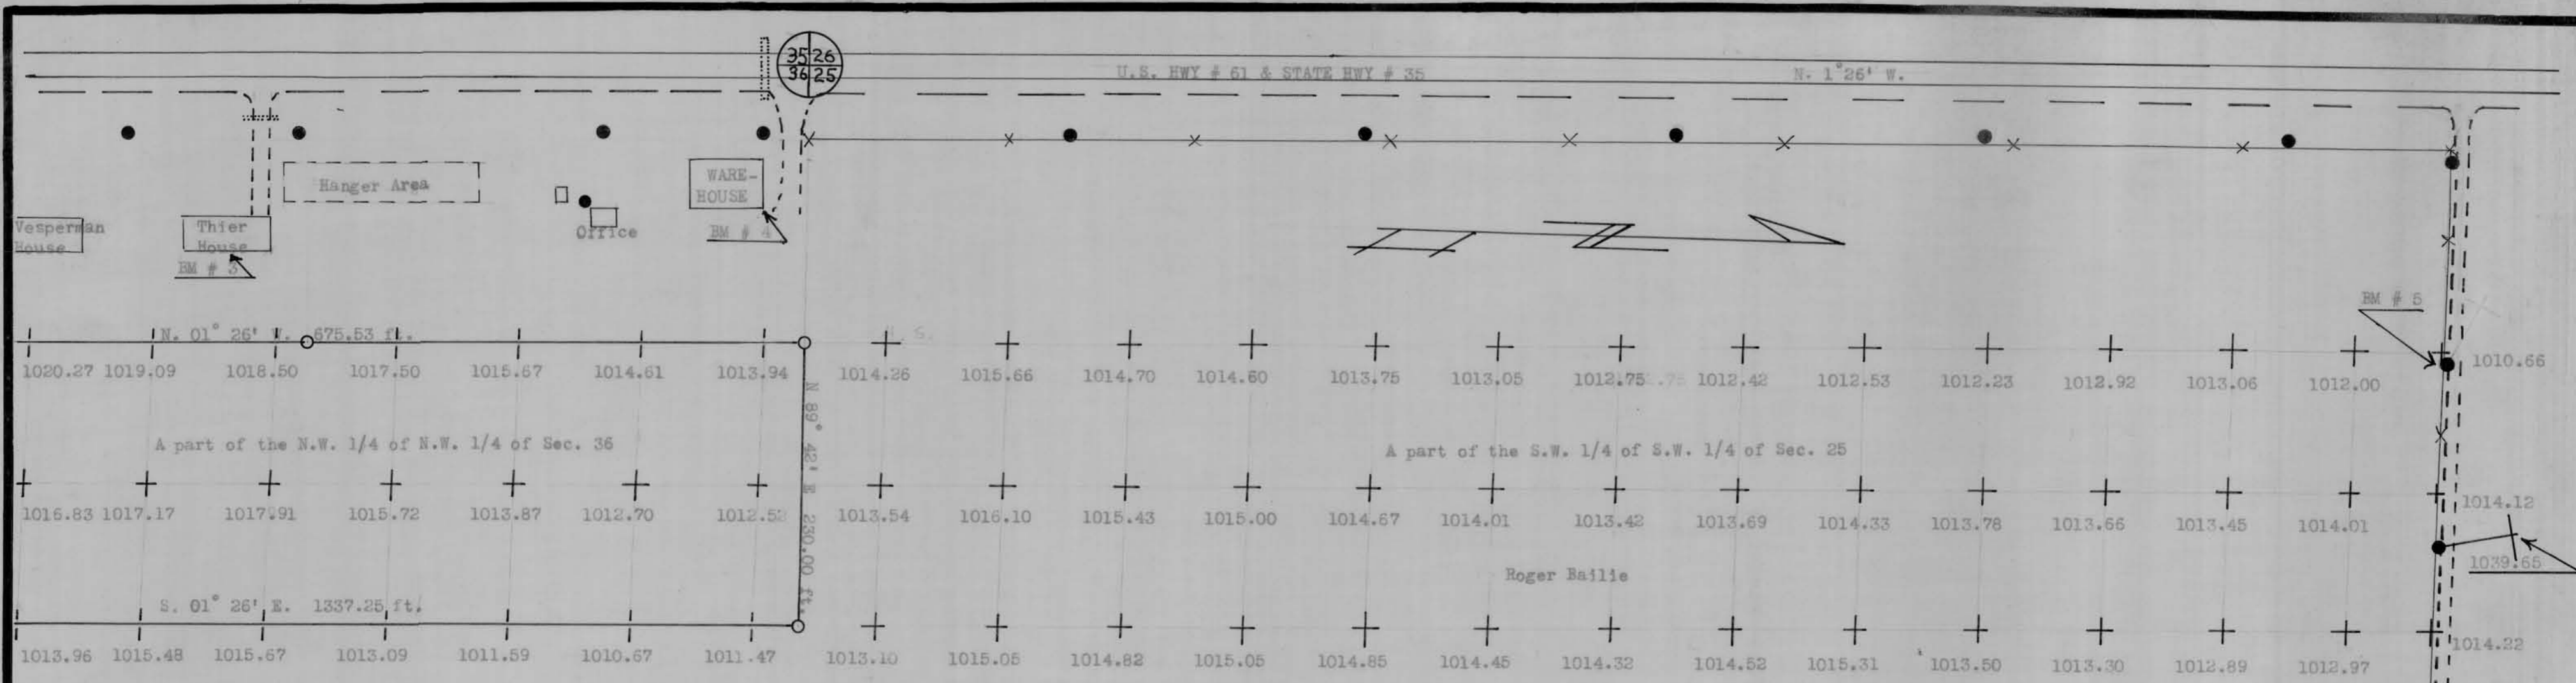 35 26
36 25
U.S. HWY # 61 & STATE HWY # 35
N. 1°26' W.
Hanger Area
WARE-
HOUSE
Vesperman
House
Thier
House
Office
BM # 4
BM # 3
BM # 5
N. 01° 26' W. 675.53 ft.
1020.27 1019.09 1018.50 1017.50 1015.67 1014.61 1013.94 1014.26 1015.66 1014.70 1014.60 1013.75 1013.05 1012.75 1012.42 1012.53 1012.23 1012.92 1013.06 1012.00 1010.66
N 89° 42' E 230.00 ft.
A part of the N.W. 1/4 of N.W. 1/4 of Sec. 36
A part of the S.W. 1/4 of S.W. 1/4 of Sec. 25
1016.83 1017.17 1017.91 1015.72 1013.87 1012.70 1012.52 1013.54 1016.10 1015.43 1015.00 1014.67 1014.01 1013.42 1013.69 1014.33 1013.78 1013.66 1013.45 1014.01 1014.12
1039.65
Roger Bailie
S. 01° 26' E. 1337.25 ft.
1013.96 1015.48 1015.67 1013.09 1011.59 1010.67 1011.47 1013.10 1015.05 1014.82 1015.05 1014.85 1014.45 1014.32 1014.52 1015.31 1013.50 1013.30 1012.89 1012.97 1014.22